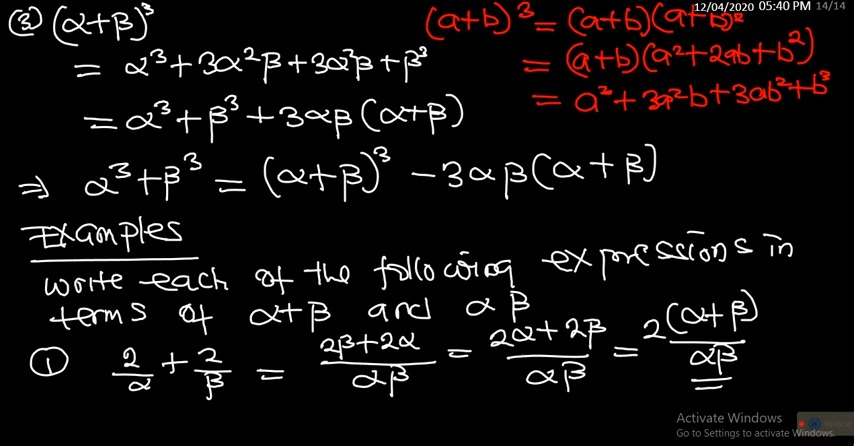 12/04/2020 05:40 PM 14/14
③ (α+β)³
= α³+3α²β+3α²β+β³
= α³+β³+3αβ(α+β)
⇒ α³+β³ = (α+β)³ -3αβ(α+β)
(a+b)³ = (a+b)(a+b)²
= (a+b)(a²+2ab+b²)
= a³+3a²b+3ab²+b³
Examples
Write each of the following expressions in
terms of α+β and αβ
① 2/α + 2/β = 2β+2α/αβ = 2α+2β/αβ = 2(α+β)/αβ
Activate Windows
Go to Settings to activate Windows.